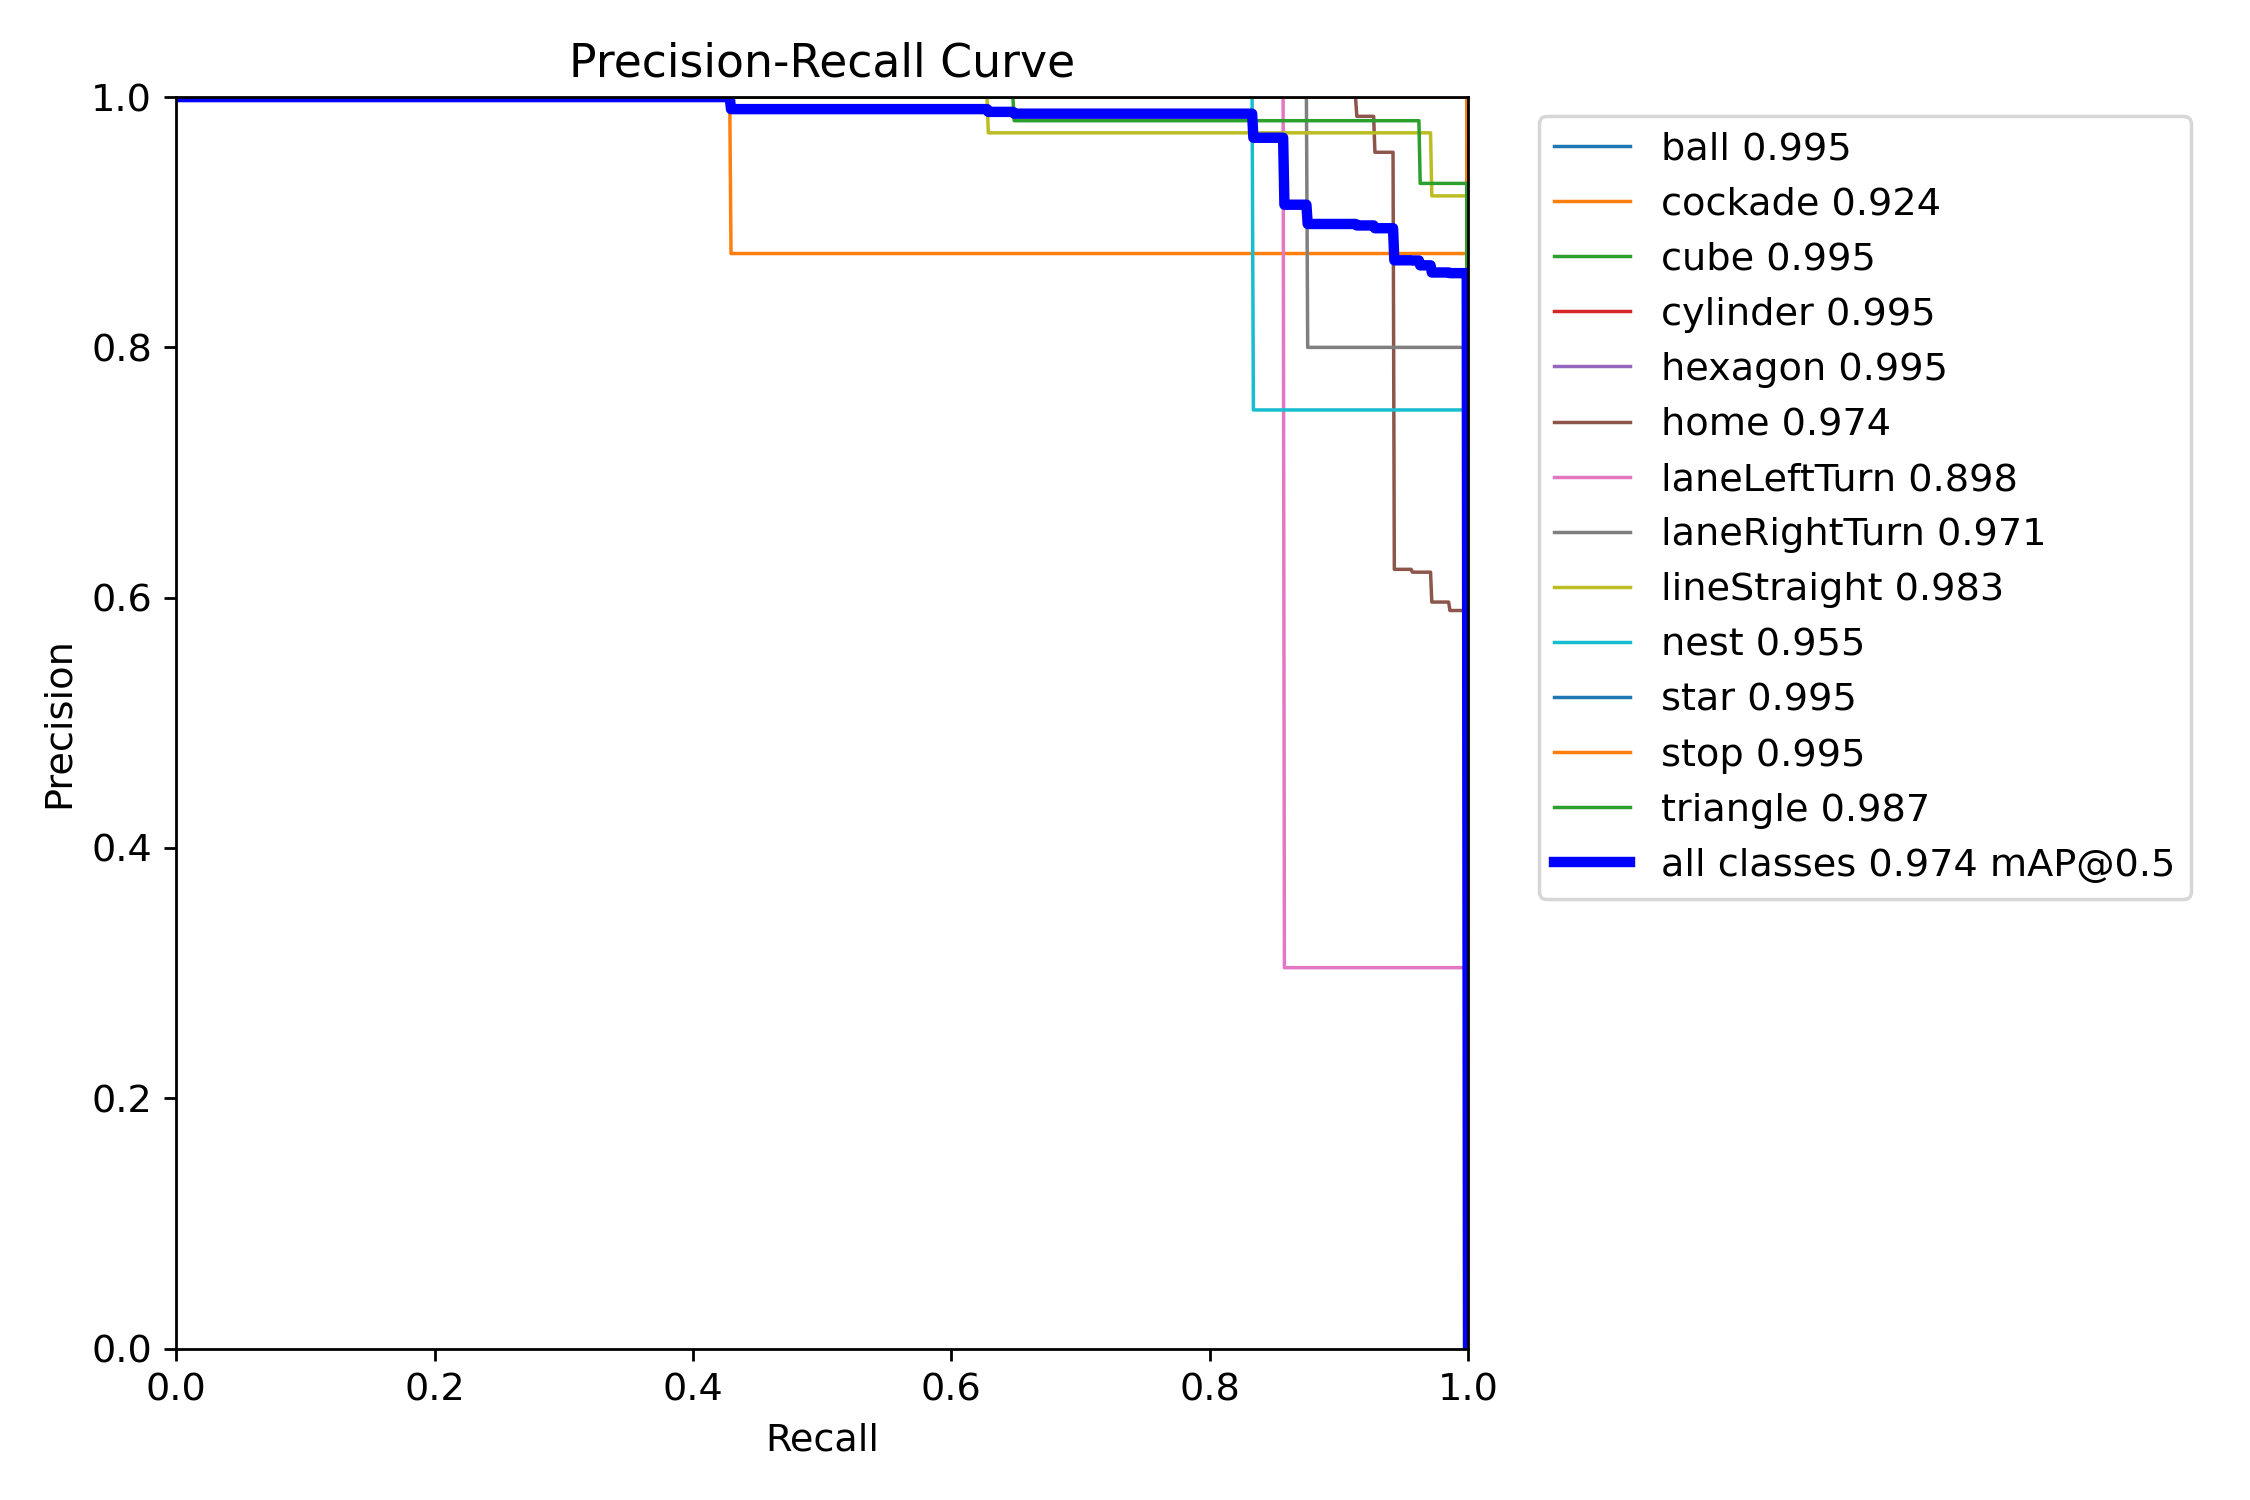 Precision-Recall Curve
1.0
0.8
0.6
0.4
0.2
0.0
Precision
0.0 0.2 0.4 0.6 0.8 1.0
Recall
ball 0.995
cockade 0.924
cube 0.995
cylinder 0.995
hexagon 0.995
home 0.974
laneLeftTurn 0.898
laneRightTurn 0.971
lineStraight 0.983
nest 0.955
star 0.995
stop 0.995
triangle 0.987
all classes 0.974 mAP@0.5